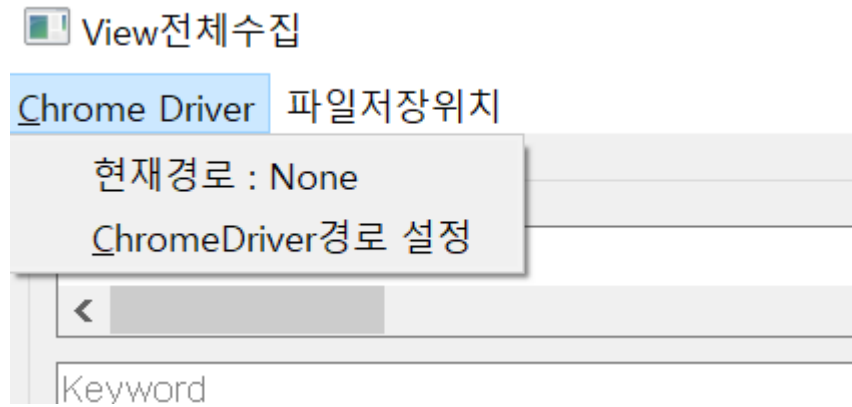 View전체수집
Chrome Driver 파일저장위치
현재경로 : None
ChromeDriver경로 설정
Keyword